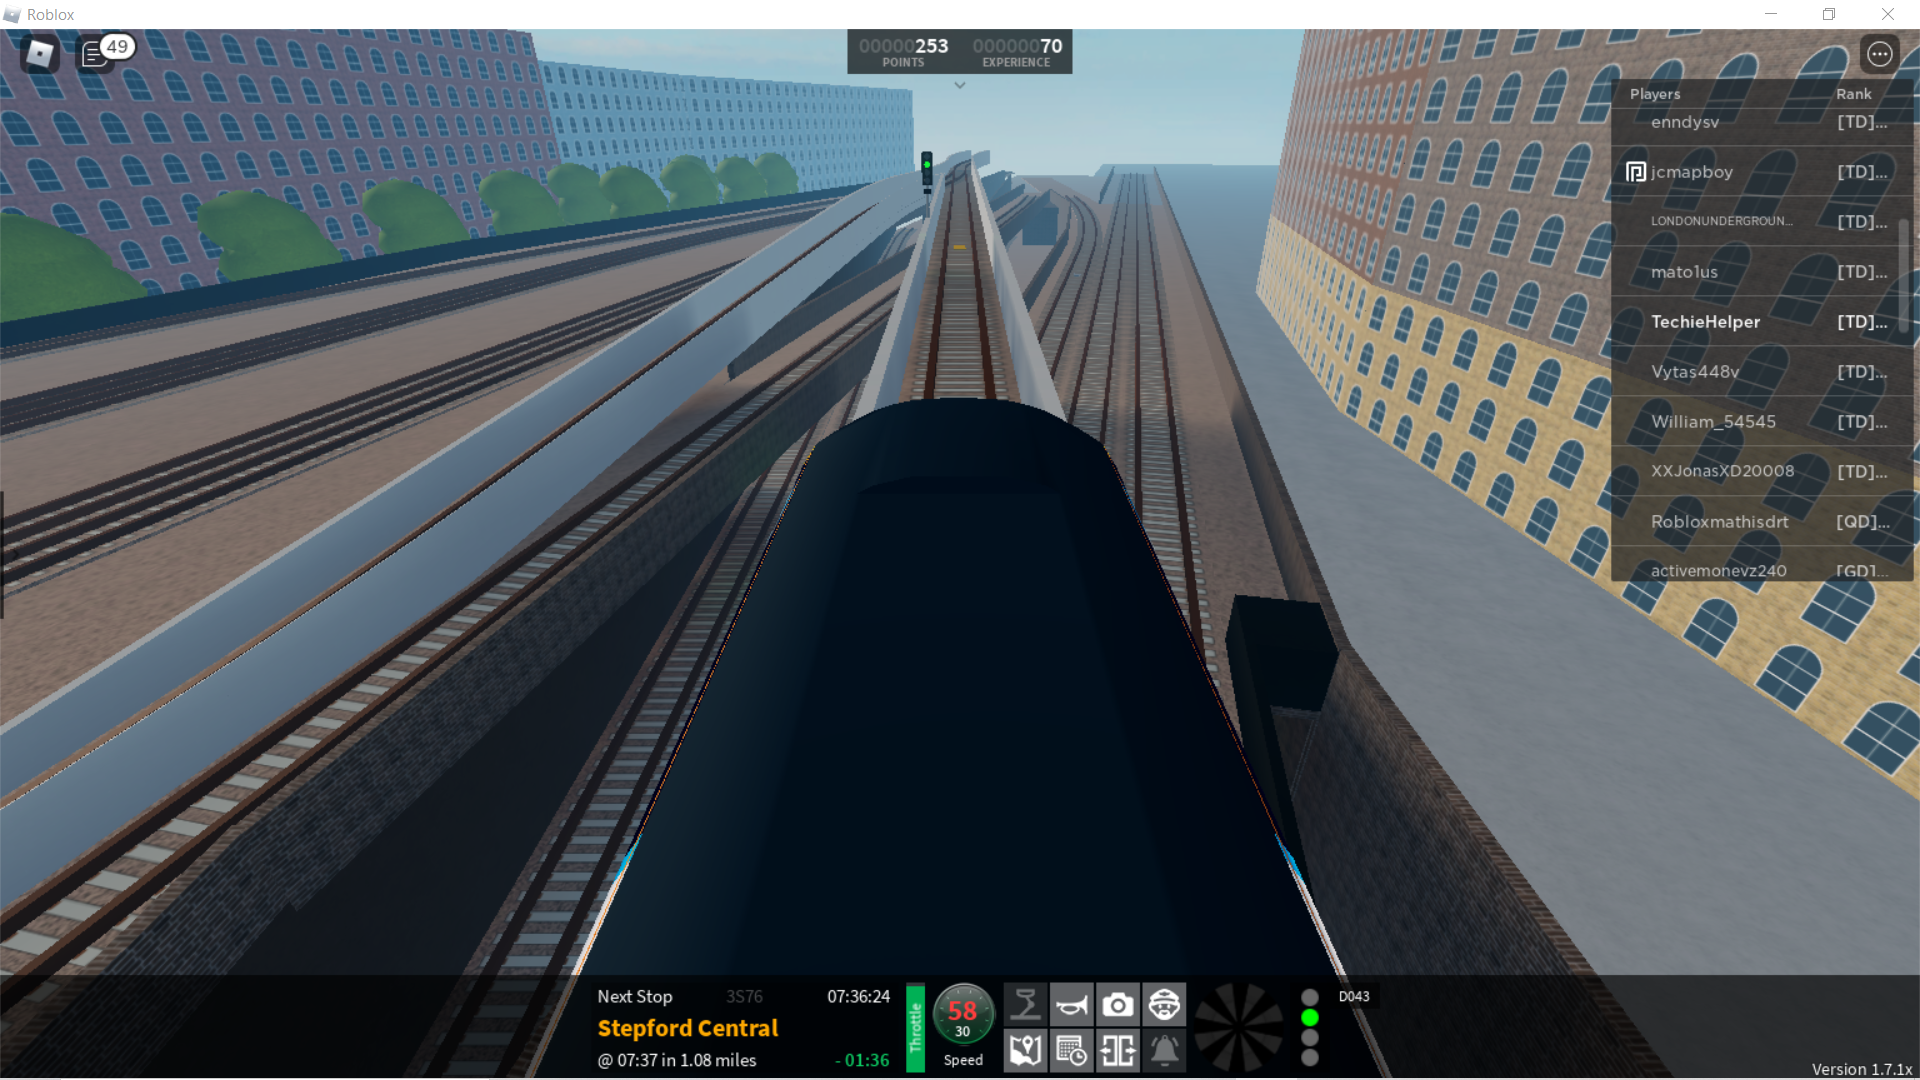 Roblox
49
00000253 00000070
POINTS EXPERIENCE
Players Rank
enndysv [TD]...
jcmapboy [TD]...
LONDONUNDERGROUN... [TD]...
mato1us [TD]...
TechieHelper [TD]...
Vytas448v [TD]...
William_54545 [TD]...
XXJonasXD20008 [TD]...
Robloxmathisdrt [QD]...
activemonevz240 [GD]...
Next Stop 3S76 07:36:24
Stepford Central
@ 07:37 in 1.08 miles - 01:36
Throttle
58
30
Speed
D043
Version 1.7.1x